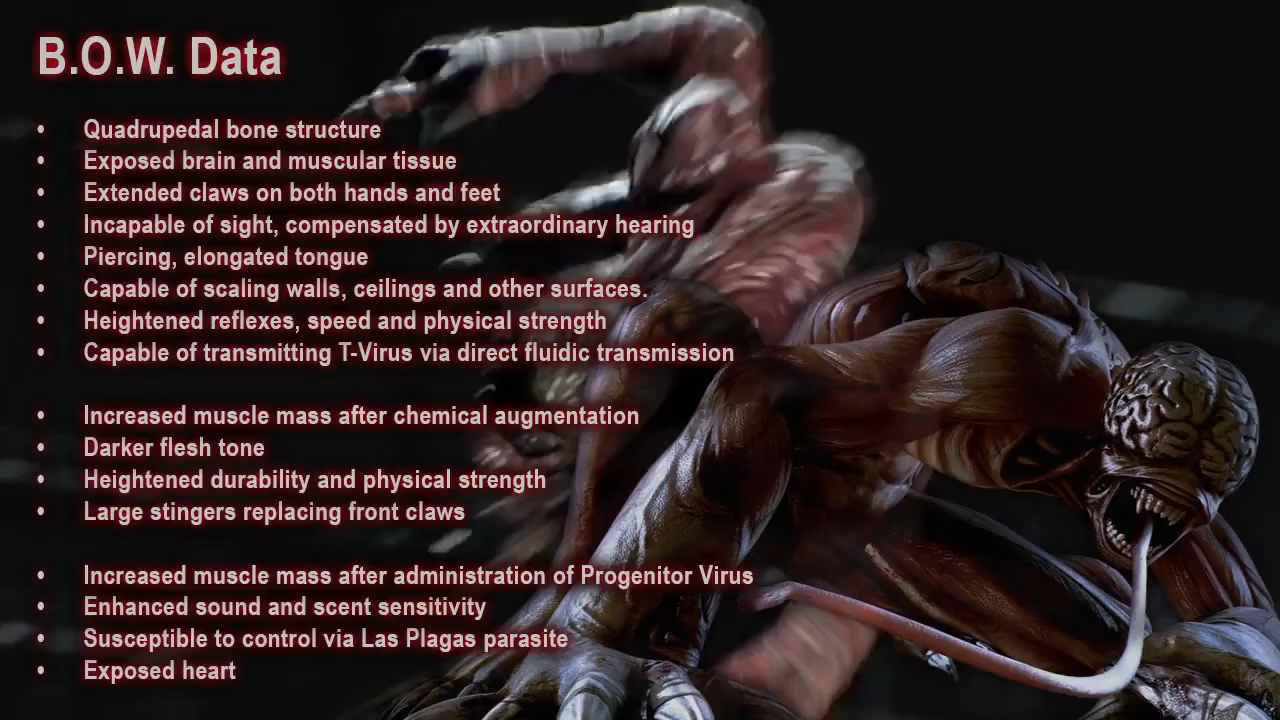 B.O.W. Data
• Quadrupedal bone structure
• Exposed brain and muscular tissue
• Extended claws on both hands and feet
• Incapable of sight, compensated by extraordinary hearing
• Piercing, elongated tongue
• Capable of scaling walls, ceilings and other surfaces.
• Heightened reflexes, speed and physical strength
• Capable of transmitting T-Virus via direct fluidic transmission
• Increased muscle mass after chemical augmentation
• Darker flesh tone
• Heightened durability and physical strength
• Large stingers replacing front claws
• Increased muscle mass after administration of Progenitor Virus
• Enhanced sound and scent sensitivity
• Susceptible to control via Las Plagas parasite
• Exposed heart